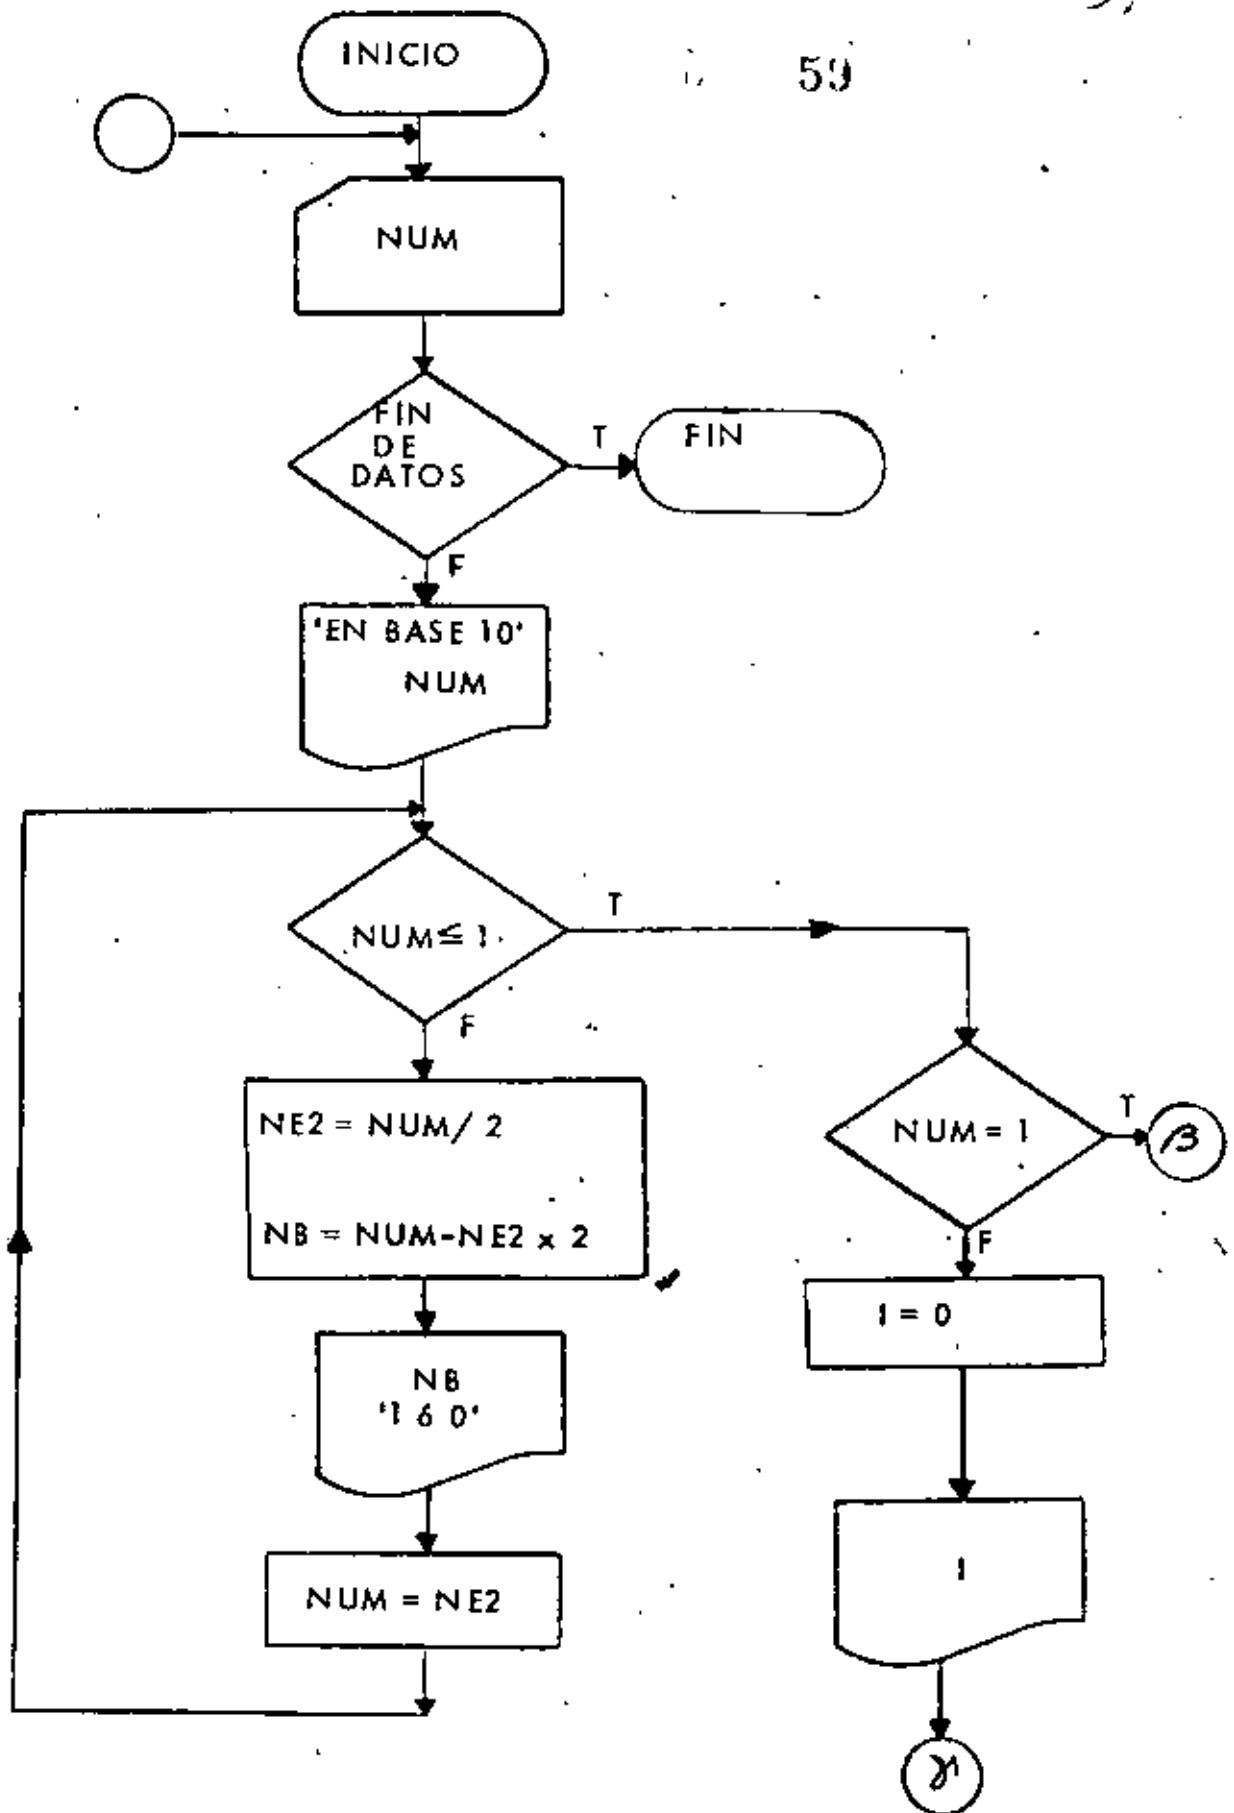 INICIO
59
NUM
FIN
DE
DATOS
T
FIN
F
'EN BASE 10'
NUM
NUM ≤ 1
T
F
NE2 = NUM / 2
NB = NUM-NE2 x 2
NUM = 1
T
β
F
I = 0
NB
'1 6 0'
I
NUM = NE2